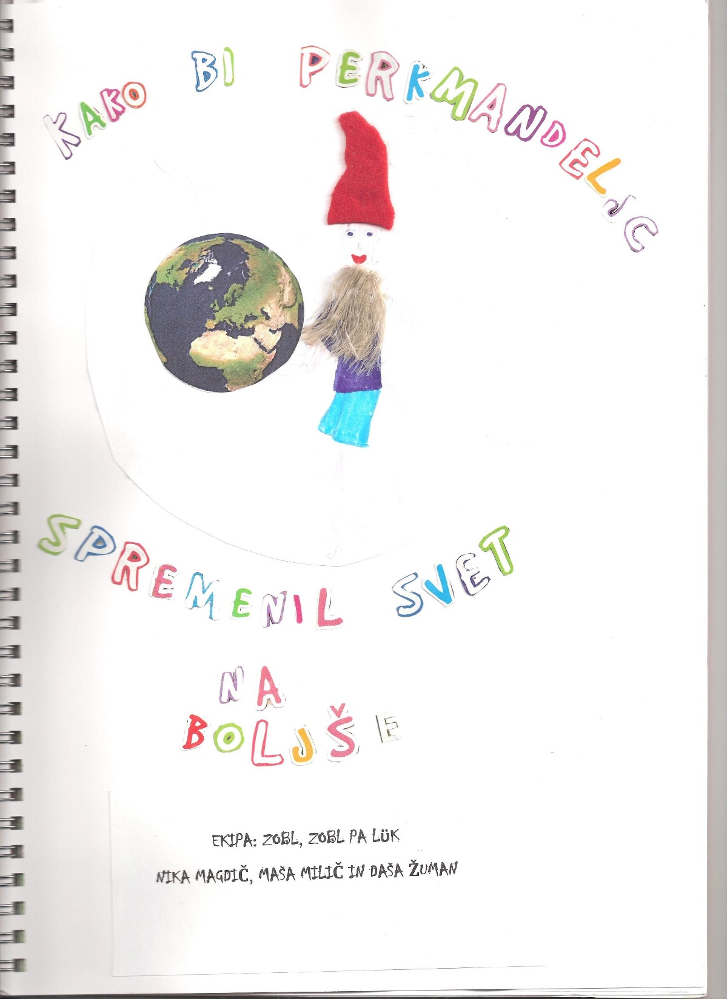 KAKO BI PERKMANDELJC
SPREMENIL SVET
NA
BOLJŠE
EKIPA: ZOBL, ZOBL PA LÜK
NIKA MAGDIČ, MAŠA MILIČ IN DAŠA ŽUMAN